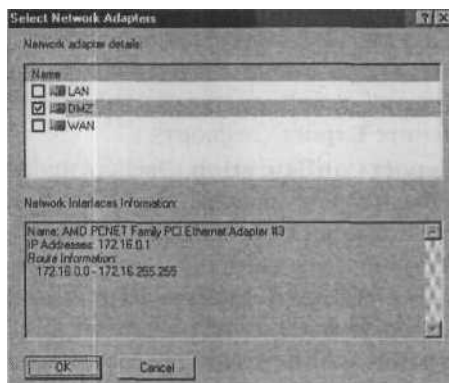 Select Network Adapters
Network adapter details:
Name
LAN
DMZ
WAN
Network Interfaces Information:
Name: AMD PCNET Family PCI Ethernet Adapter #3
IP Addresses: 172.16.0.1
Route Information:
172.16.0.0 - 172.16.255.255
OK
Cancel